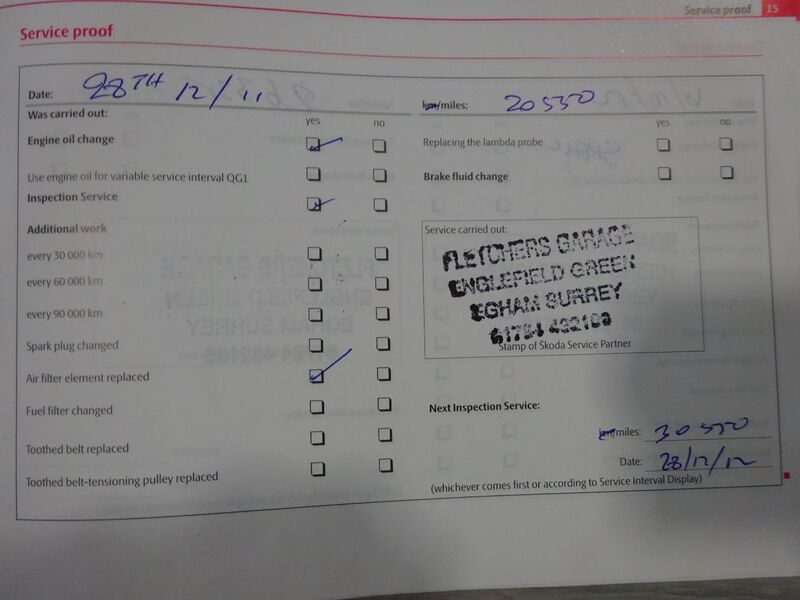 Service proof 15
Service proof
Date: 28TH 12/11
km/miles: 20550
Was carried out:
yes no
Engine oil change
Use engine oil for variable service interval QG1
Inspection Service
Additional work
every 30 000 km
every 60 000 km
every 90 000 km
Spark plug changed
Air filter element replaced
Fuel filter changed
Toothed belt replaced
Toothed belt-tensioning pulley replaced
yes no
Replacing the lambda probe
Brake fluid change
Service carried out:
FLETCHERS GARAGE
ENGLEFIELD GREEN
EGHAM SURREY
01784 432108
Stamp of Skoda Service Partner
Next Inspection Service:
km/miles: 30550
Date: 28/12/12
(whichever comes first or according to Service Interval Display)